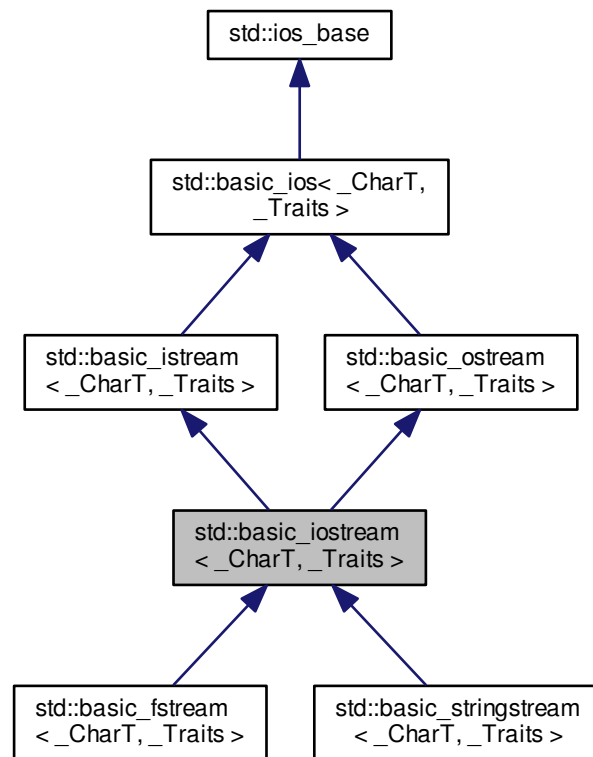 std::ios_base
std::basic_ios< _CharT,
_Traits >
std::basic_istream
< _CharT, _Traits >
std::basic_ostream
< _CharT, _Traits >
std::basic_iostream
< _CharT, _Traits >
std::basic_fstream
< _CharT, _Traits >
std::basic_stringstream
< _CharT, _Traits >